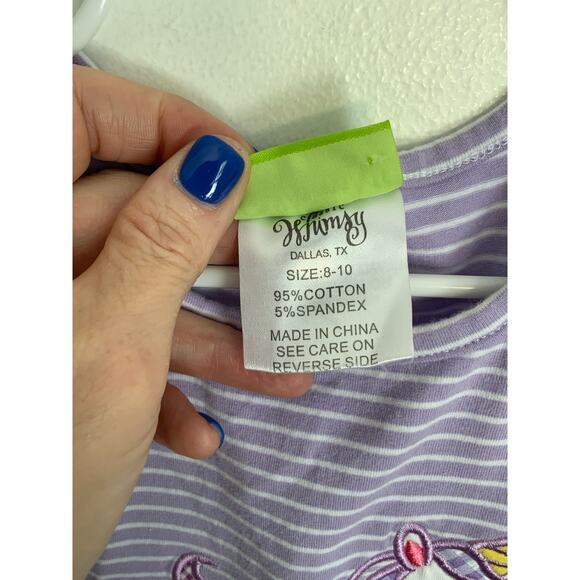 DALLAS, TX
SIZE:8-10
95%COTTON
5%SPANDEX
MADE IN CHINA
SEE CARE ON
REVERSE SIDE